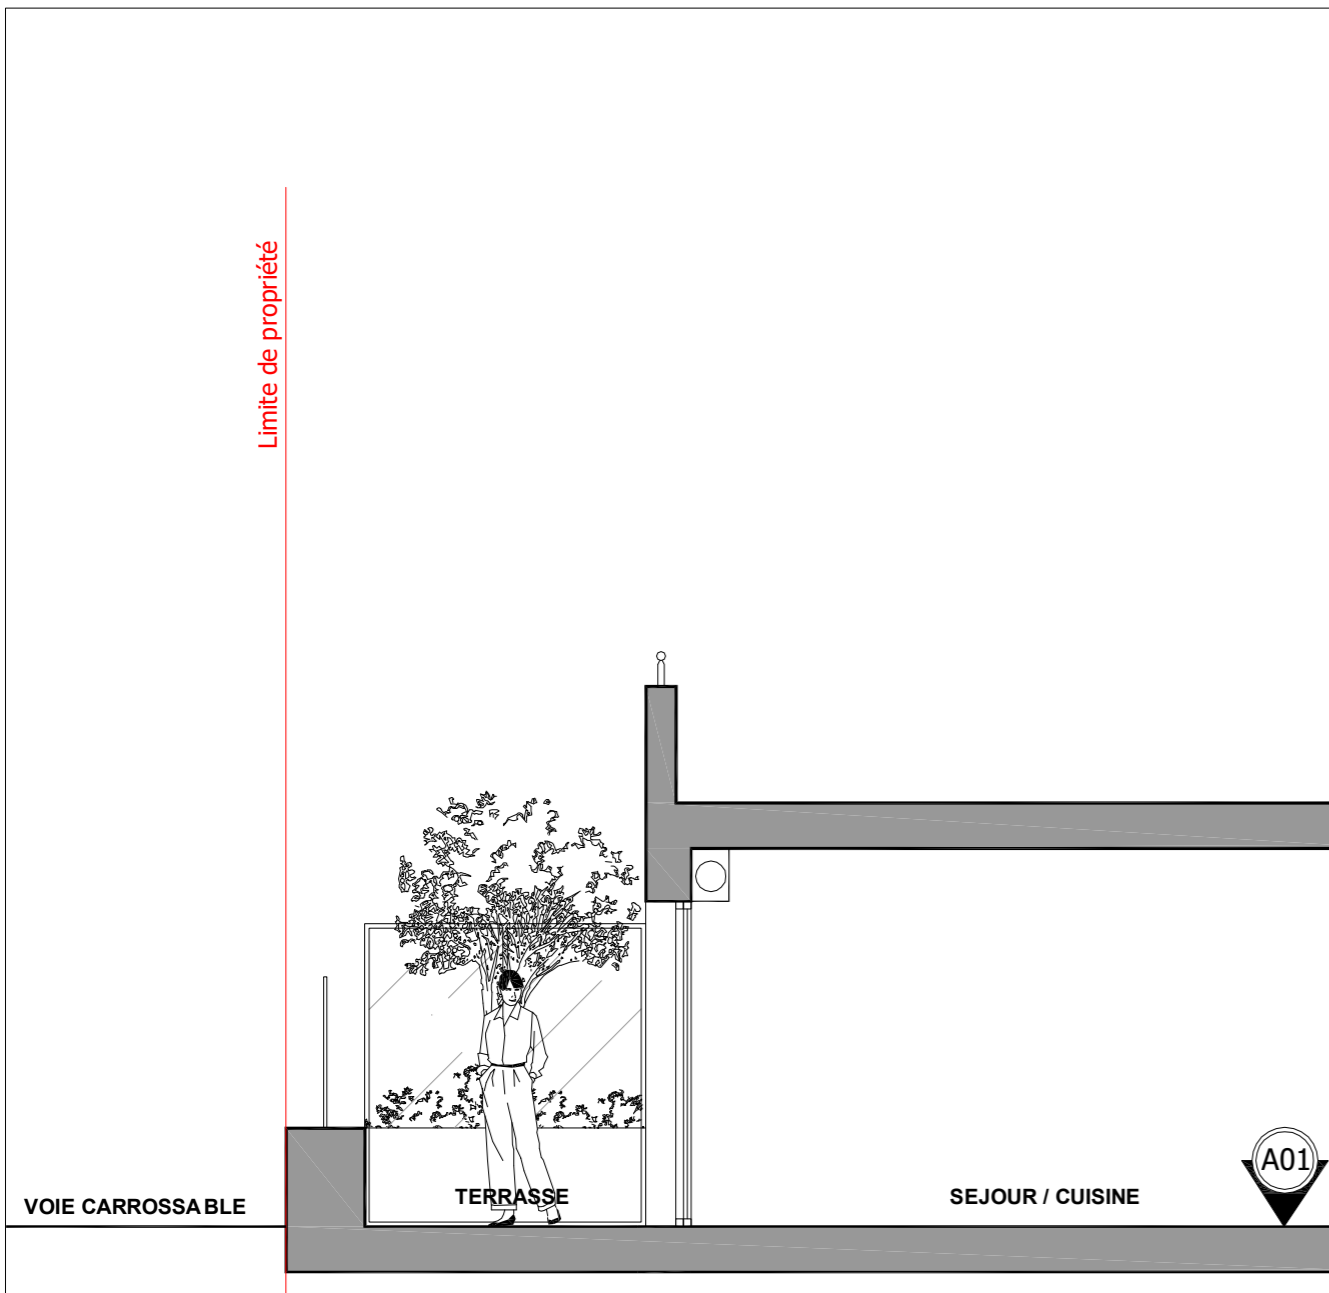 Limite de propriété
A01
VOIE CARROSSABLE
TERRASSE
SEJOUR / CUISINE